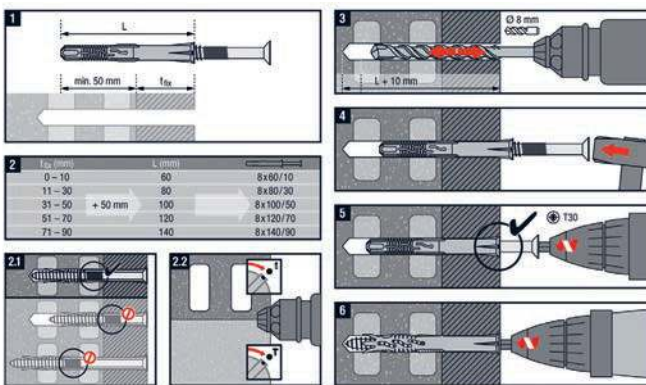 1
L
min. 50 mm
tfix
2
tfix (mm)
L (mm)
0 – 10
60
8x60/10
11 – 30
80
8x80/30
31 – 50
+ 50 mm
100
8x100/50
51 – 70
120
8x120/70
71 – 90
140
8x140/90
2.1
2.2
3
Ø 8 mm
L + 10 mm
4
5
T30
6